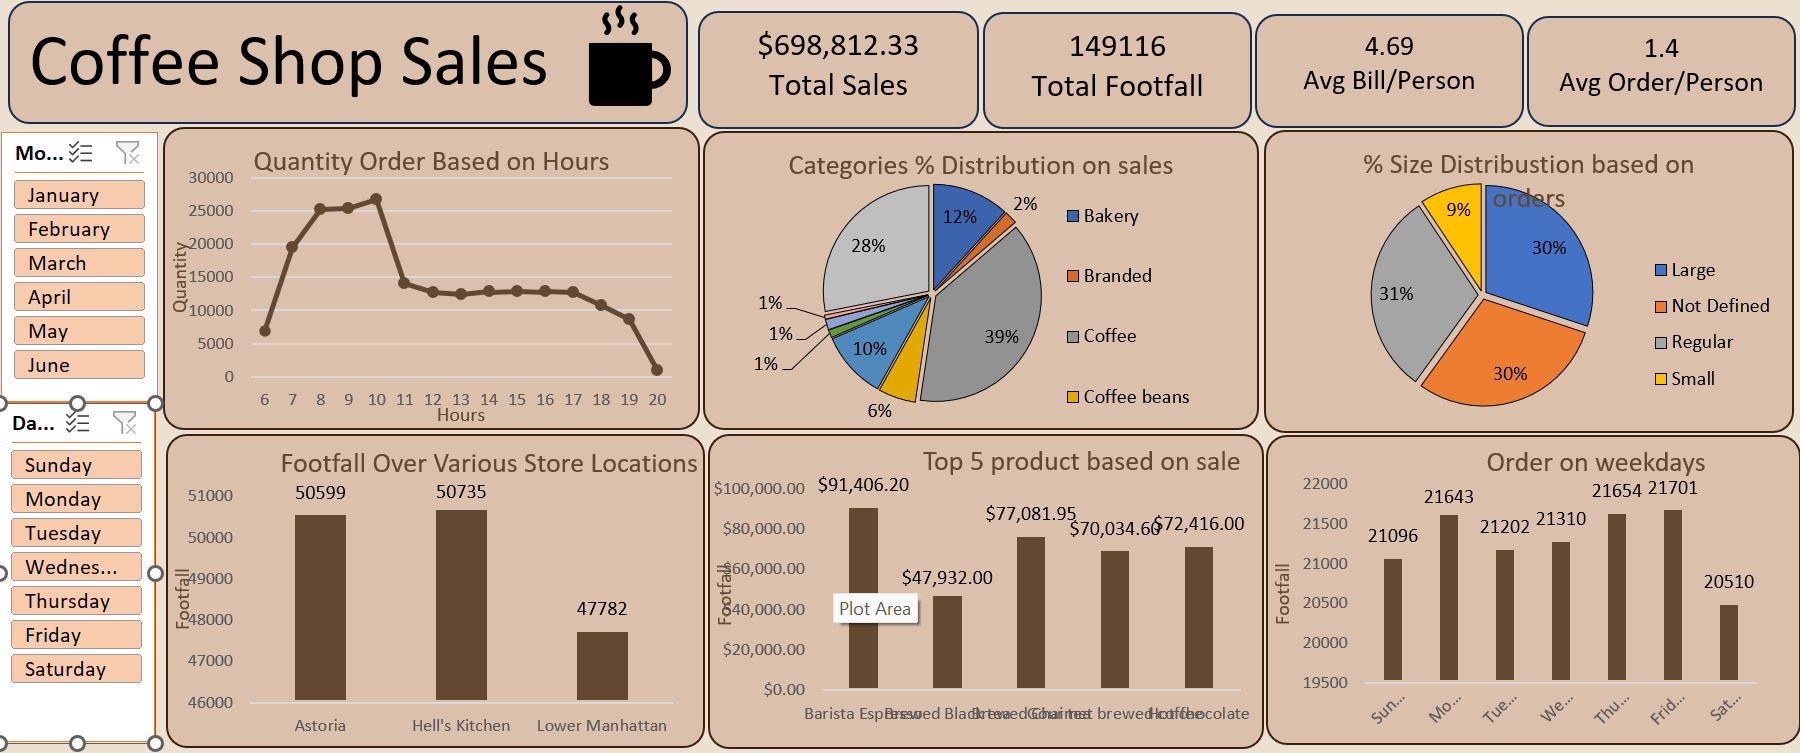 Coffee Shop Sales
$698,812.33
Total Sales
149116
Total Footfall
4.69
Avg Bill/Person
1.4
Avg Order/Person
Mo...
January
February
March
April
May
June
Da...
Sunday
Monday
Tuesday
Wednes...
Thursday
Friday
Saturday
Quantity Order Based on Hours
Quantity
30000
25000
20000
15000
10000
5000
0
6 7 8 9 10 11 12 13 14 15 16 17 18 19 20
Hours
Categories % Distribution on sales
12%
2%
39%
6%
10%
1%
1%
1%
28%
Bakery
Branded
Coffee
Coffee beans
% Size Distribustion based on
orders
30%
30%
31%
9%
Large
Not Defined
Regular
Small
Footfall Over Various Store Locations
Footfall
51000
50000
49000
48000
47000
46000
50599
50735
47782
Astoria Hell's Kitchen Lower Manhattan
Top 5 product based on sale
Footfall
$100,000.00
$80,000.00
$60,000.00
$40,000.00
$20,000.00
$0.00
$91,406.20
$47,932.00
$77,081.95
$70,034.60
$72,416.00
Plot Area
Barista Espresso Brewed Black tea Brewed Chai tea Gourmet brewed coffee Hot chocolate
Order on weekdays
Footfall
22000
21500
21000
20500
20000
19500
21096
21643
21202
21310
21654
21701
20510
Sun... Mo... Tue... We... Thu... Frid... Sat...